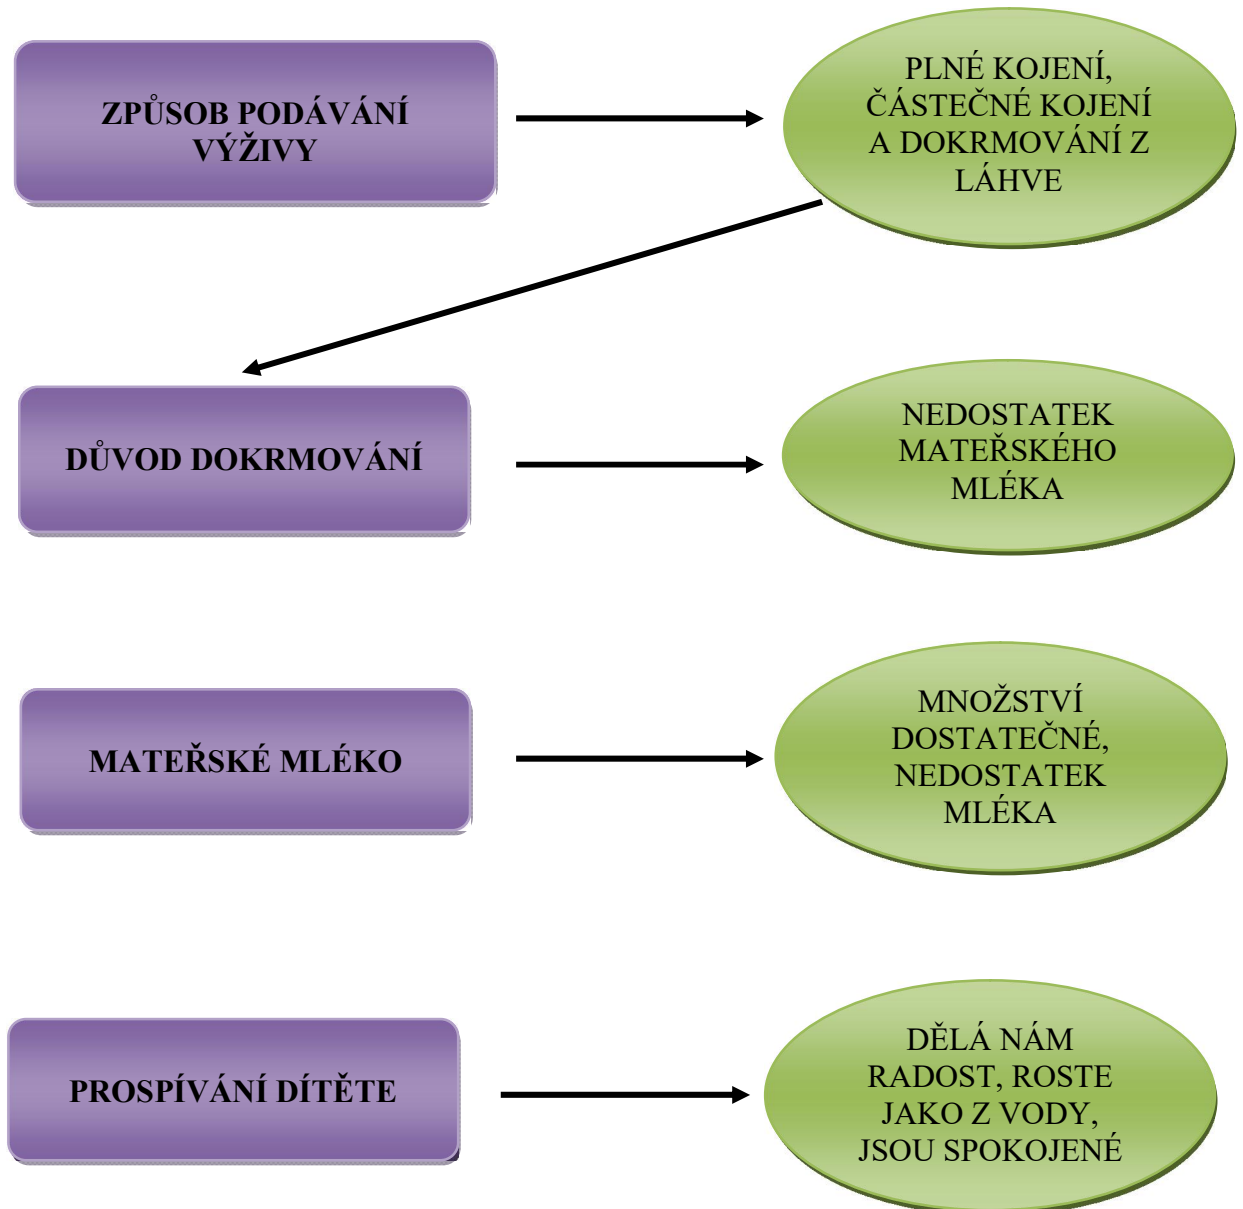 ZPŮSOB PODÁVÁNÍ
VÝŽIVY
PLNÉ KOJENÍ,
ČÁSTEČNÉ KOJENÍ
A DOKRMOVÁNÍ Z
LÁHVE
DŮVOD DOKRMOVÁNÍ
NEDOSTATEK
MATEŘSKÉHO
MLÉKA
MATEŘSKÉ MLÉKO
MNOŽSTVÍ
DOSTATEČNÉ,
NEDOSTATEK
MLÉKA
PROSPÍVÁNÍ DÍTĚTE
DĚLÁ NÁM
RADOST, ROSTE
JAKO Z VODY,
JSOU SPOKOJENÉ